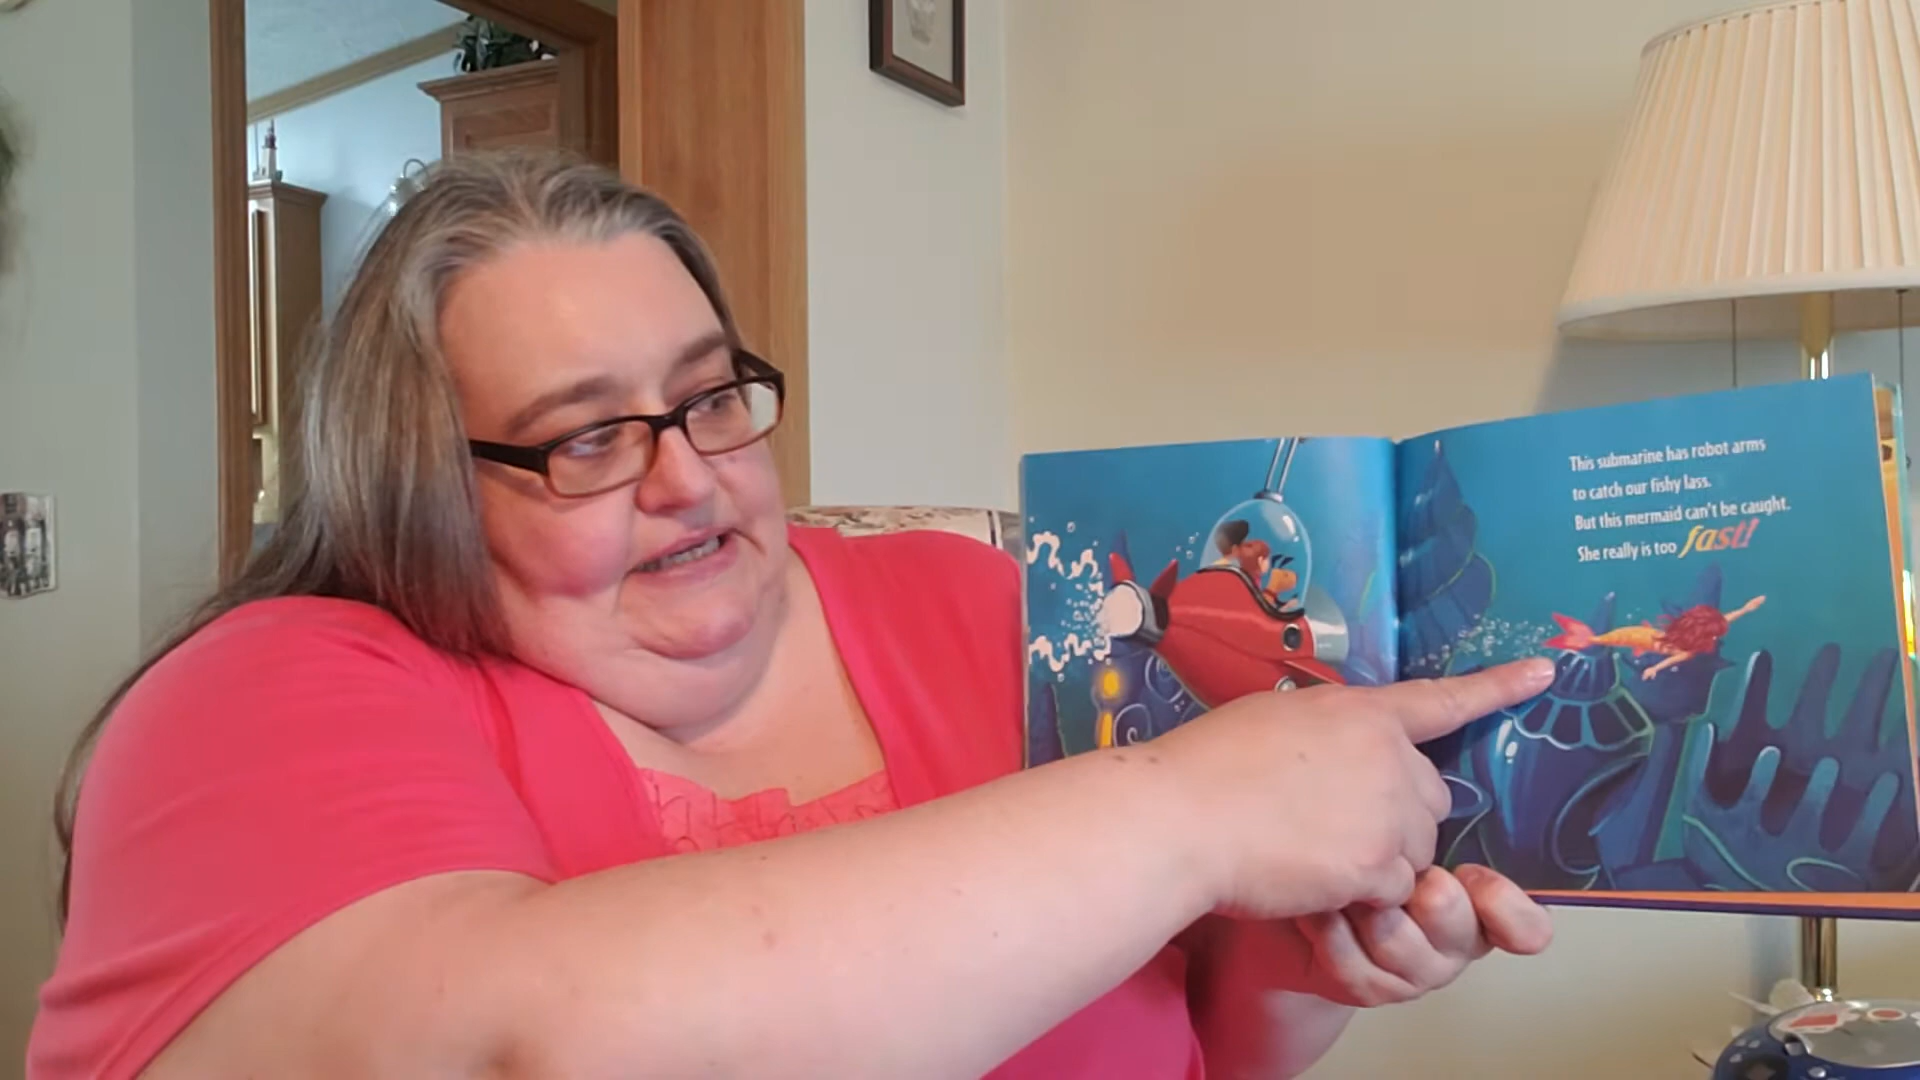 This submarine has robot arms
to catch our fishy lass.
But this mermaid can't be caught.
She really is too fast!